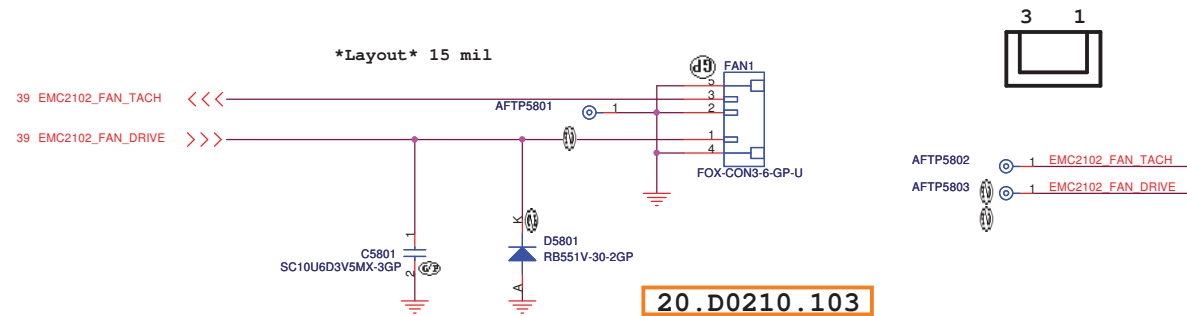 3 1
*Layout* 15 mil
GP FAN1
5
39 EMC2102_FAN_TACH
3
AFTP5801 1 2
39 EMC2102_FAN_DRIVE
1
4
FOX-CON3-6-GP-U
AFTP5802 1 EMC2102_FAN_TACH
AFTP5803 1 EMC2102_FAN_DRIVE
1
K
C5801
SC10U6D3V5MX-3GP
2
D5801
RB551V-30-2GP
A
20.D0210.103